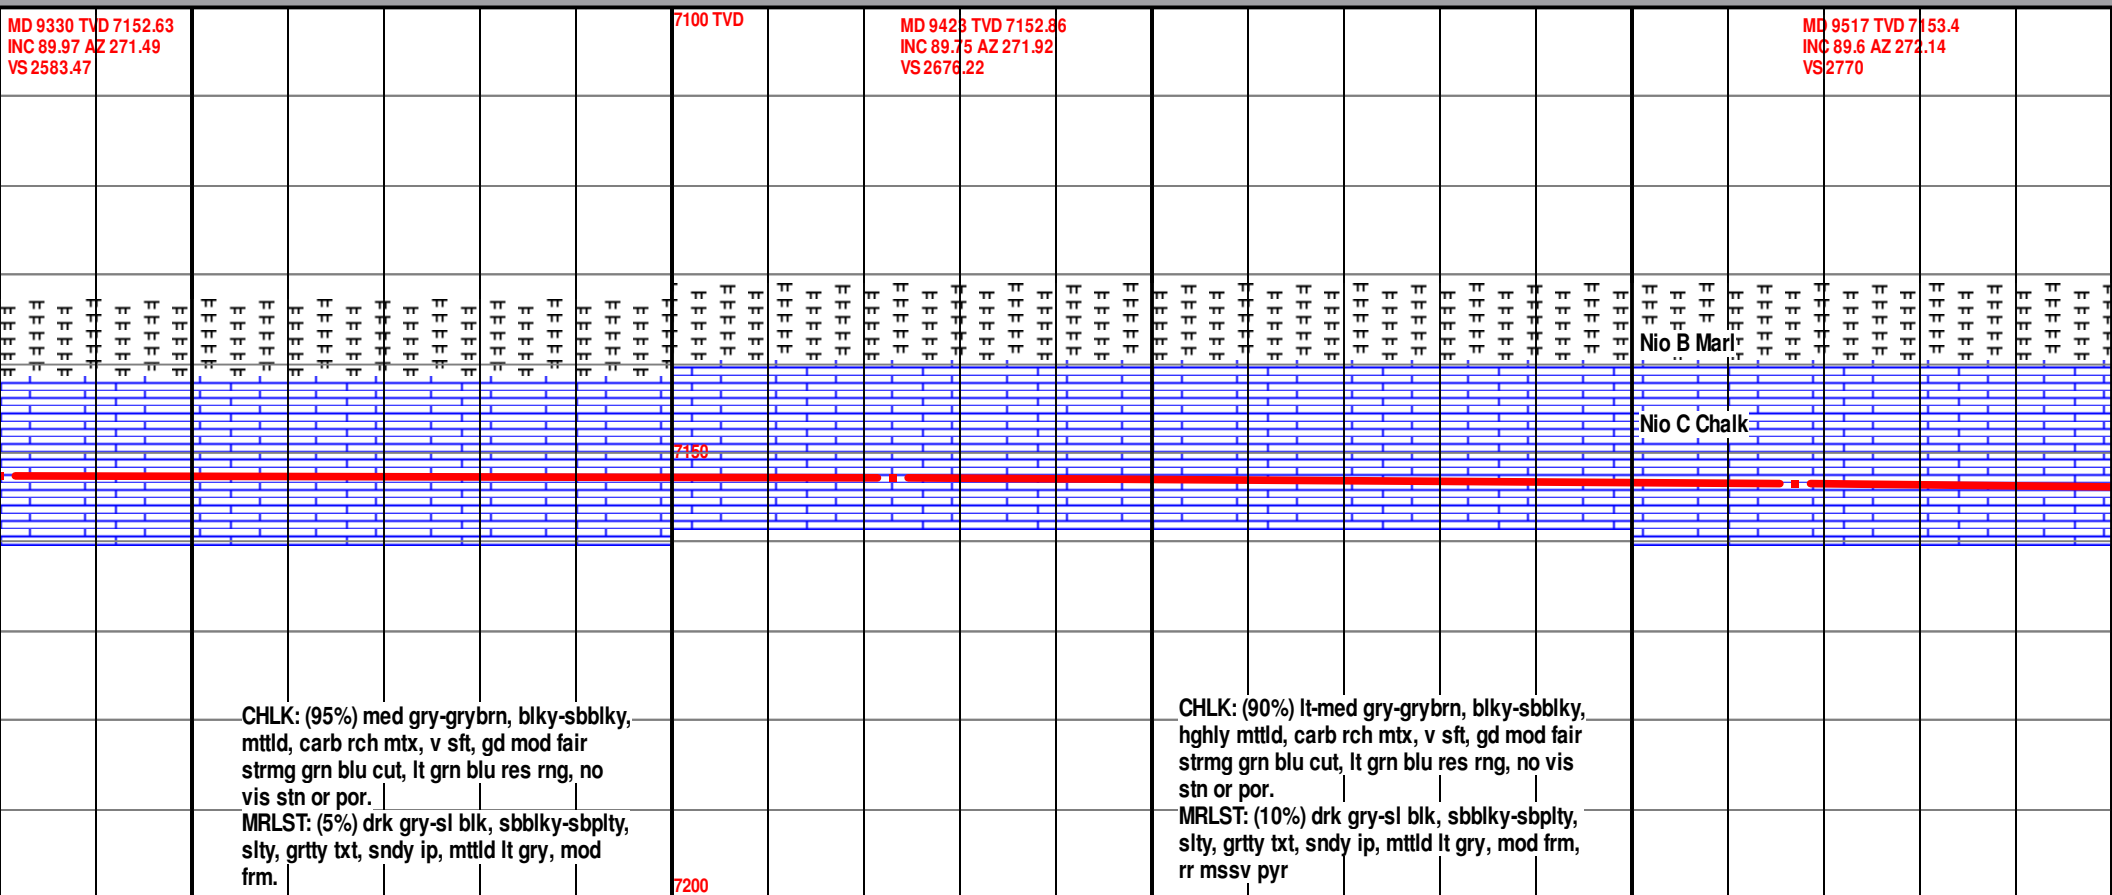 MD 9330 TVD 7152.63
INC 89.97 AZ 271.49
VS 2583.47
7100 TVD
MD 9423 TVD 7152.86
INC 89.75 AZ 271.92
VS 2676.22
MD 9517 TVD 7153.4
INC 89.6 AZ 272.14
VS 2770
Nio B Marl
Nio C Chalk
7150
CHLK: (95%) med gry-grybrn, blky-sbblky,
mttld, carb rch mtx, v sft, gd mod fair
strmg grn blu cut, lt grn blu res rng, no
vis stn or por.
MRLST: (5%) drk gry-sl blk, sbblky-sbplty,
slty, grtty txt, sndy ip, mttld lt gry, mod
frm.
CHLK: (90%) lt-med gry-grybrn, blky-sbblky,
hghly mttld, carb rch mtx, v sft, gd mod fair
strmg grn blu cut, lt grn blu res rng, no vis
stn or por.
MRLST: (10%) drk gry-sl blk, sbblky-sbplty,
slty, grtty txt, sndy ip, mttld lt gry, mod frm,
rr mssv pyr
7200